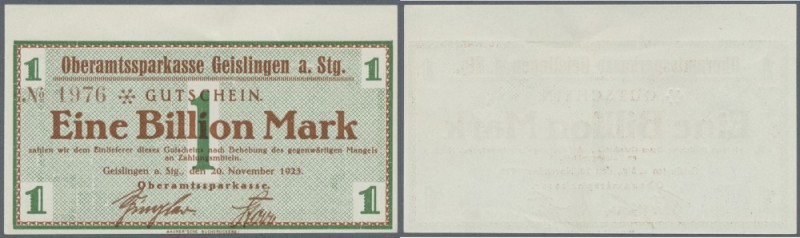 1 Oberamtssparkasse Geislingen a. Stg. 1
No 1976 * GUTSCHEIN.
1
Eine Billion Mark
zahlen wir dem Einlieferer dieses Gutscheins nach Behebung des gegenwärtigen Mangels
an Zahlungsmitteln.
Geislingen a. Stg., den 20. November 1923.
Oberamtssparkasse
1 1